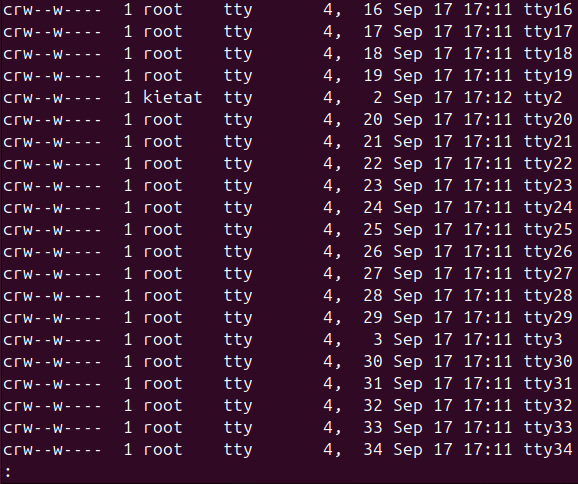 crw--w----  1 root    tty       4,  16 Sep 17 17:11 tty16
crw--w----  1 root    tty       4,  17 Sep 17 17:11 tty17
crw--w----  1 root    tty       4,  18 Sep 17 17:11 tty18
crw--w----  1 root    tty       4,  19 Sep 17 17:11 tty19
crw--w----  1 kietat  tty       4,   2 Sep 17 17:12 tty2
crw--w----  1 root    tty       4,  20 Sep 17 17:11 tty20
crw--w----  1 root    tty       4,  21 Sep 17 17:11 tty21
crw--w----  1 root    tty       4,  22 Sep 17 17:11 tty22
crw--w----  1 root    tty       4,  23 Sep 17 17:11 tty23
crw--w----  1 root    tty       4,  24 Sep 17 17:11 tty24
crw--w----  1 root    tty       4,  25 Sep 17 17:11 tty25
crw--w----  1 root    tty       4,  26 Sep 17 17:11 tty26
crw--w----  1 root    tty       4,  27 Sep 17 17:11 tty27
crw--w----  1 root    tty       4,  28 Sep 17 17:11 tty28
crw--w----  1 root    tty       4,  29 Sep 17 17:11 tty29
crw--w----  1 root    tty       4,   3 Sep 17 17:11 tty3
crw--w----  1 root    tty       4,  30 Sep 17 17:11 tty30
crw--w----  1 root    tty       4,  31 Sep 17 17:11 tty31
crw--w----  1 root    tty       4,  32 Sep 17 17:11 tty32
crw--w----  1 root    tty       4,  33 Sep 17 17:11 tty33
crw--w----  1 root    tty       4,  34 Sep 17 17:11 tty34
: